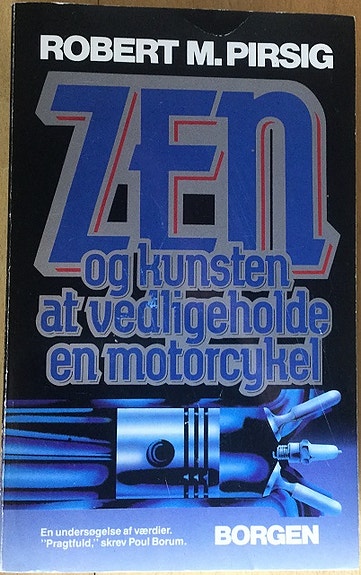 ROBERT M. PIRSIG
ZEN
og kunsten
at vedligeholde
en motorcykel
En undersøgelse af værdier.
"Pragtfuld," skrev Poul Borum.
BORGEN